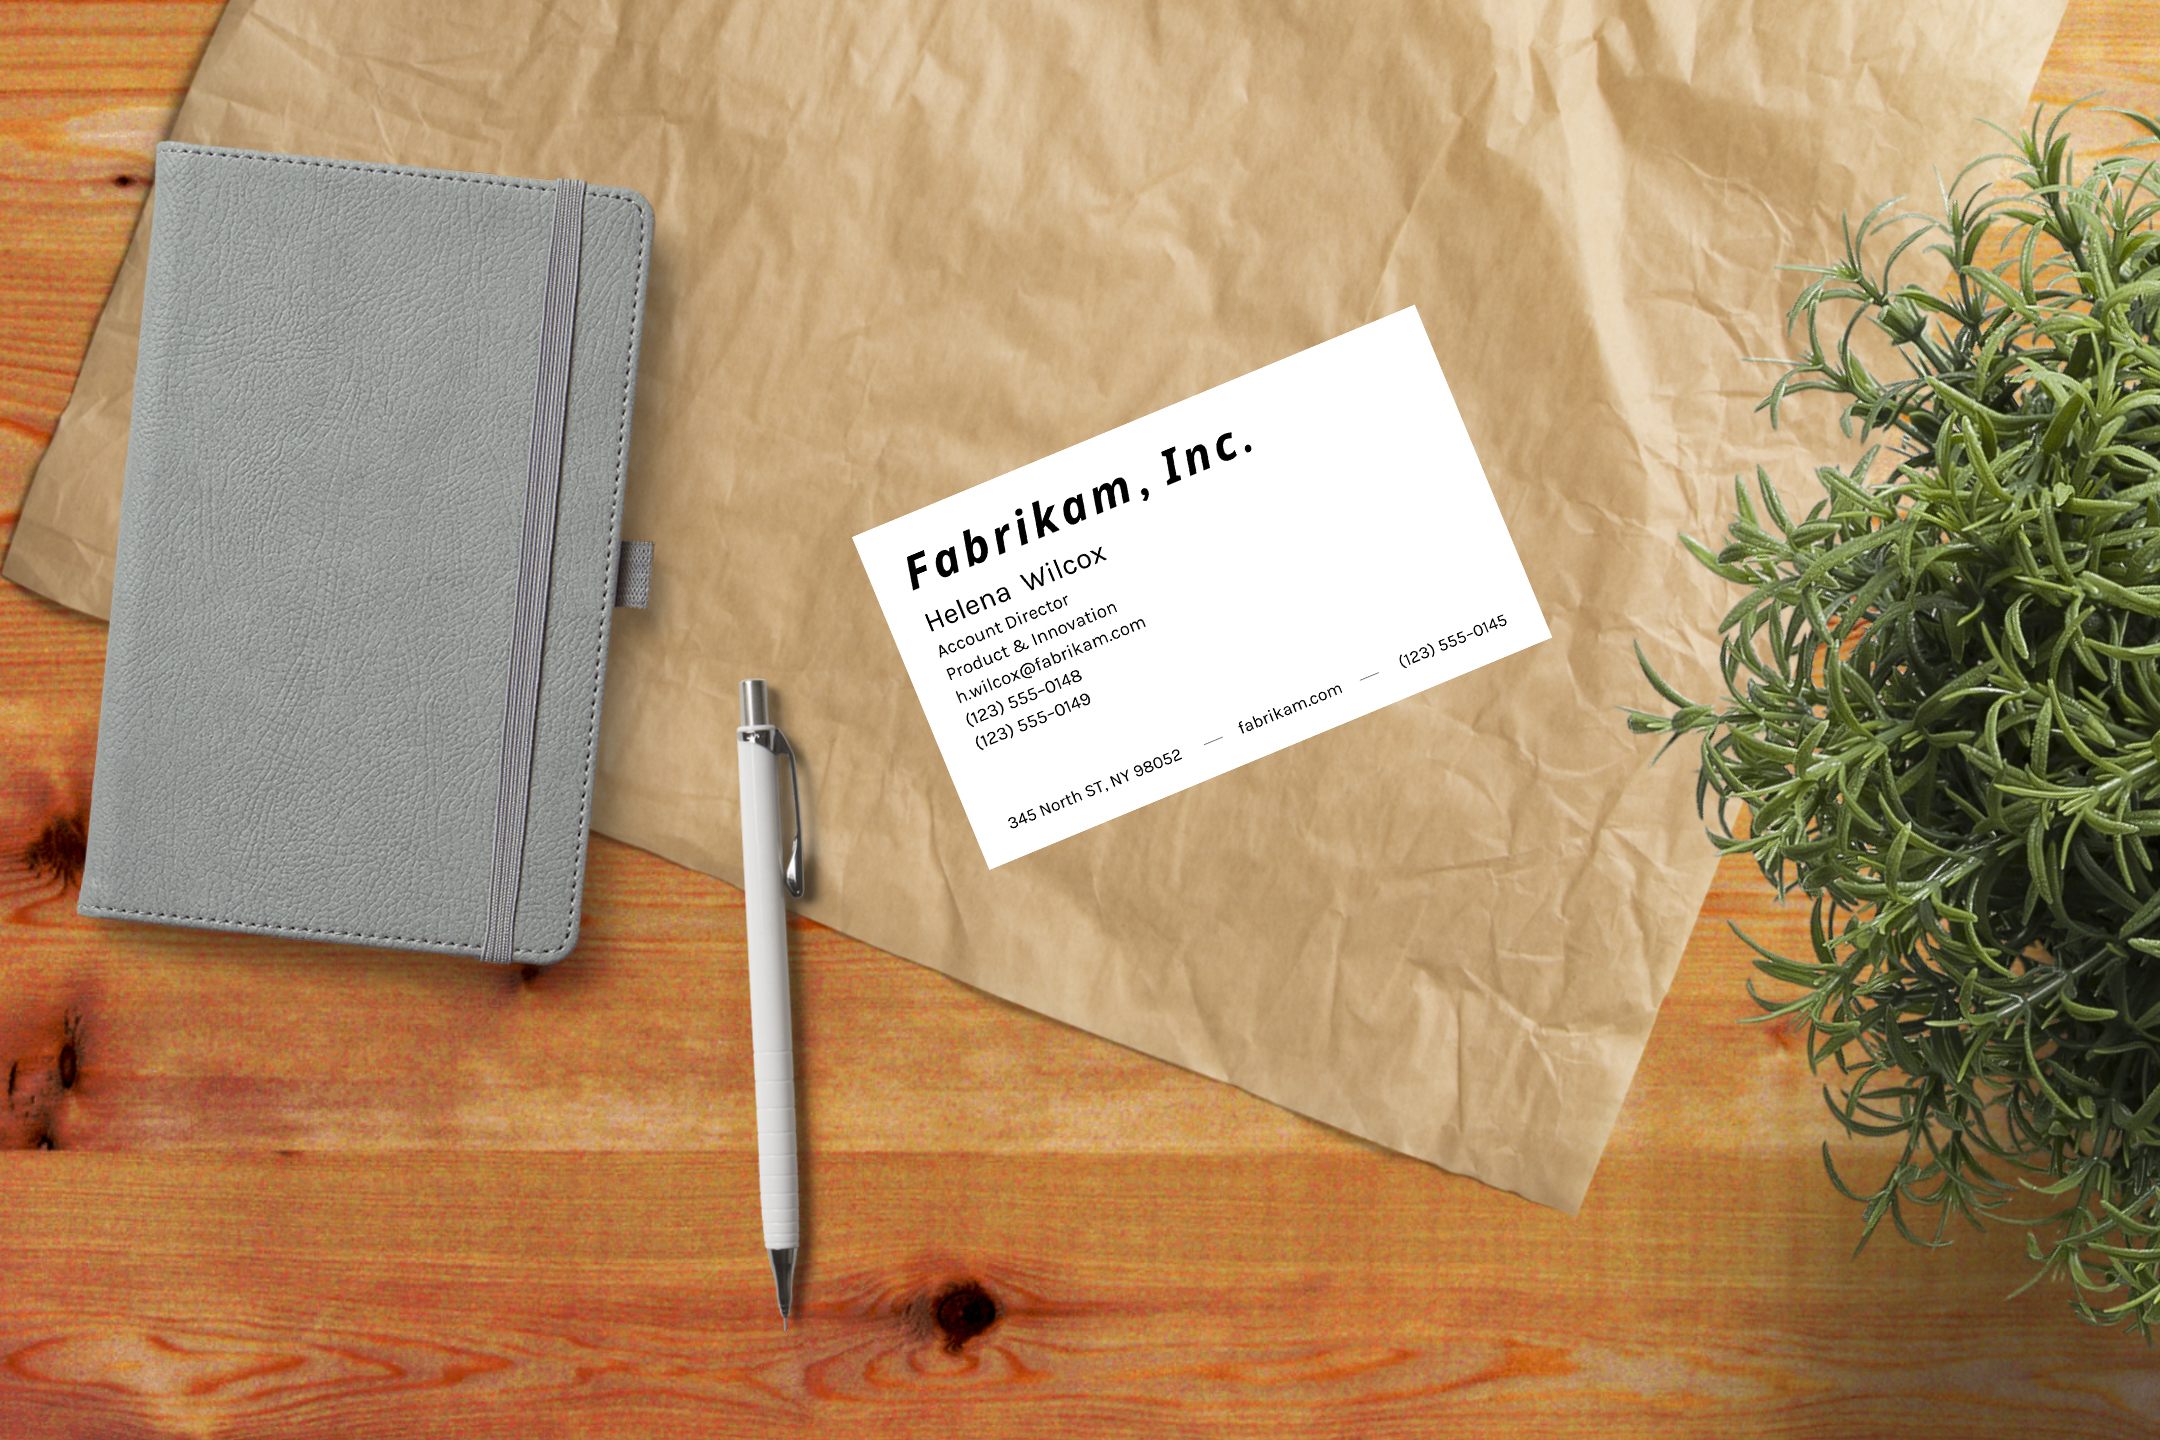 Fabrikam, Inc.
Helena Wilcox
Account Director
Product & Innovation
h.wilcox@fabrikam.com
(123) 555-0148
(123) 555-0149
345 North ST, NY 98052 — fabrikam.com — (123) 555-0145